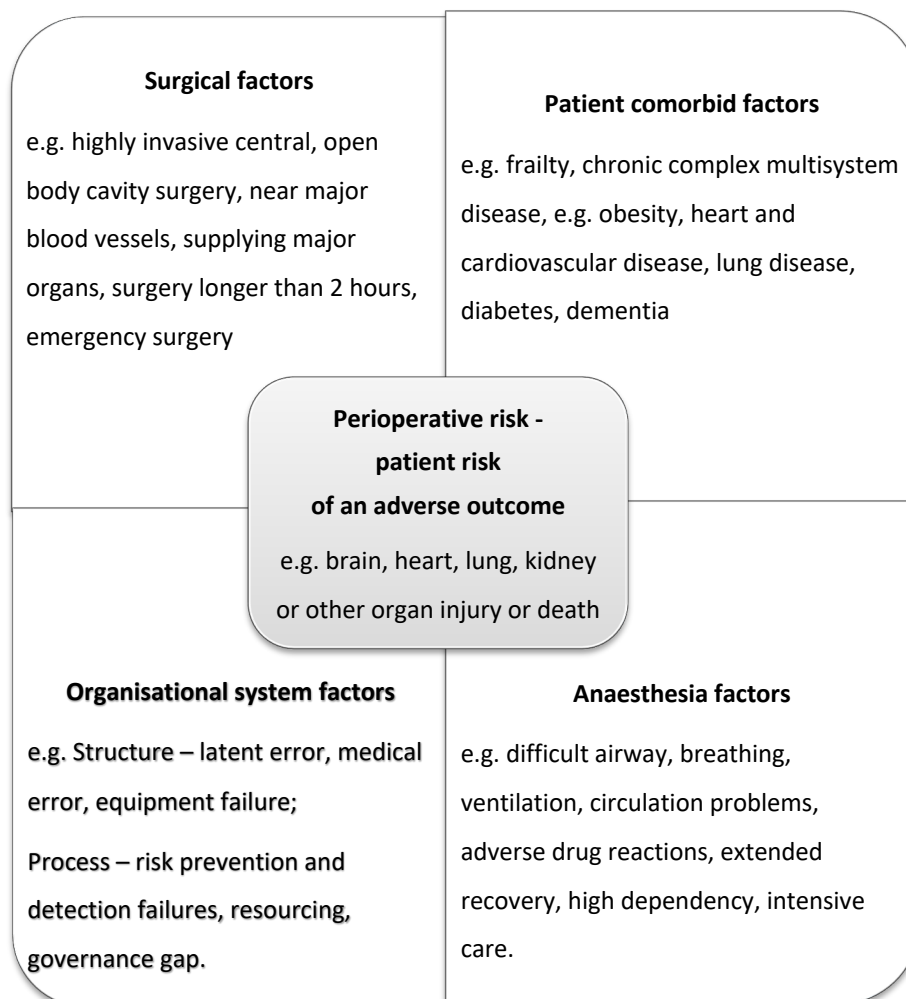 Surgical factors
e.g. highly invasive central, open
body cavity surgery, near major
blood vessels, supplying major
organs, surgery longer than 2 hours,
emergency surgery
Patient comorbid factors
e.g. frailty, chronic complex multisystem
disease, e.g. obesity, heart and
cardiovascular disease, lung disease,
diabetes, dementia
Perioperative risk -
patient risk
of an adverse outcome
e.g. brain, heart, lung, kidney
or other organ injury or death
Organisational system factors
e.g. Structure – latent error, medical
error, equipment failure;
Process – risk prevention and
detection failures, resourcing,
governance gap.
Anaesthesia factors
e.g. difficult airway, breathing,
ventilation, circulation problems,
adverse drug reactions, extended
recovery, high dependency, intensive
care.